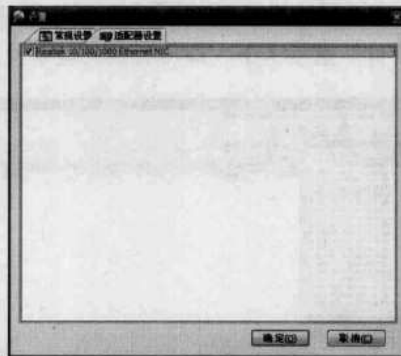 设置
常规设置 适配器设置
Realtek 10/100/1000 Ethernet NIC
确定(O) 取消(C)